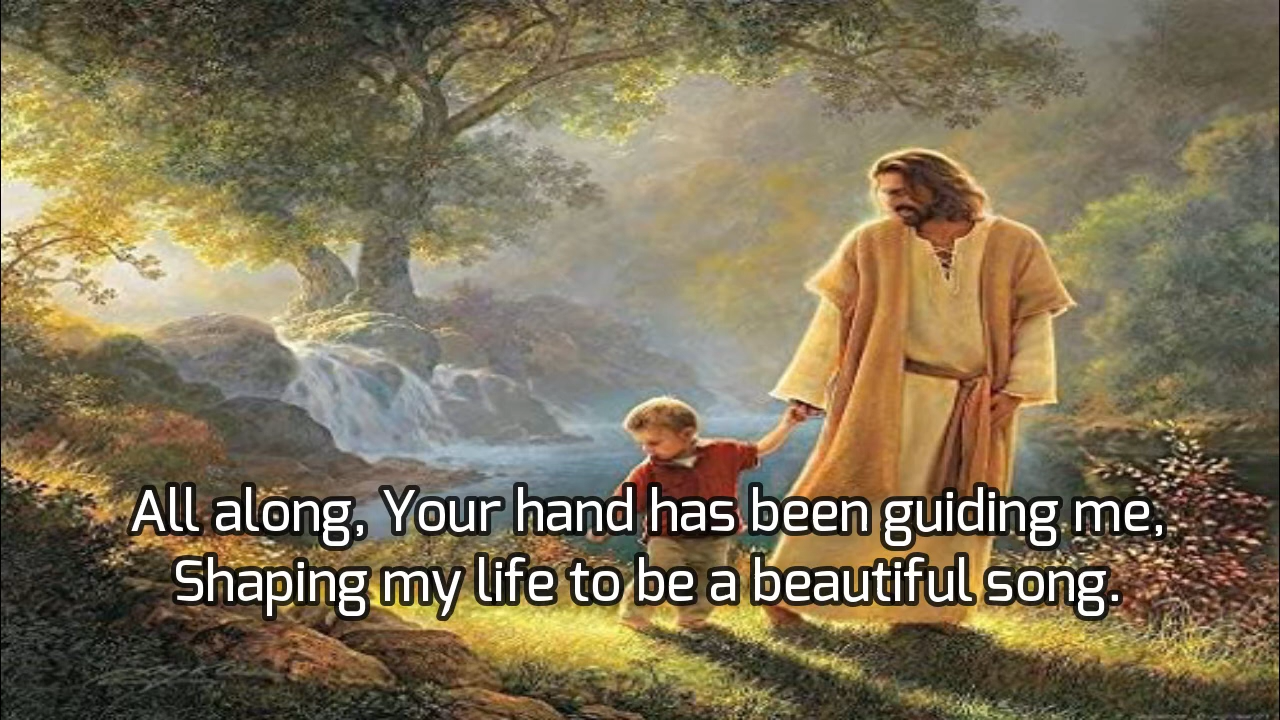 All along, Your hand has been guiding me,
Shaping my life to be a beautiful song.